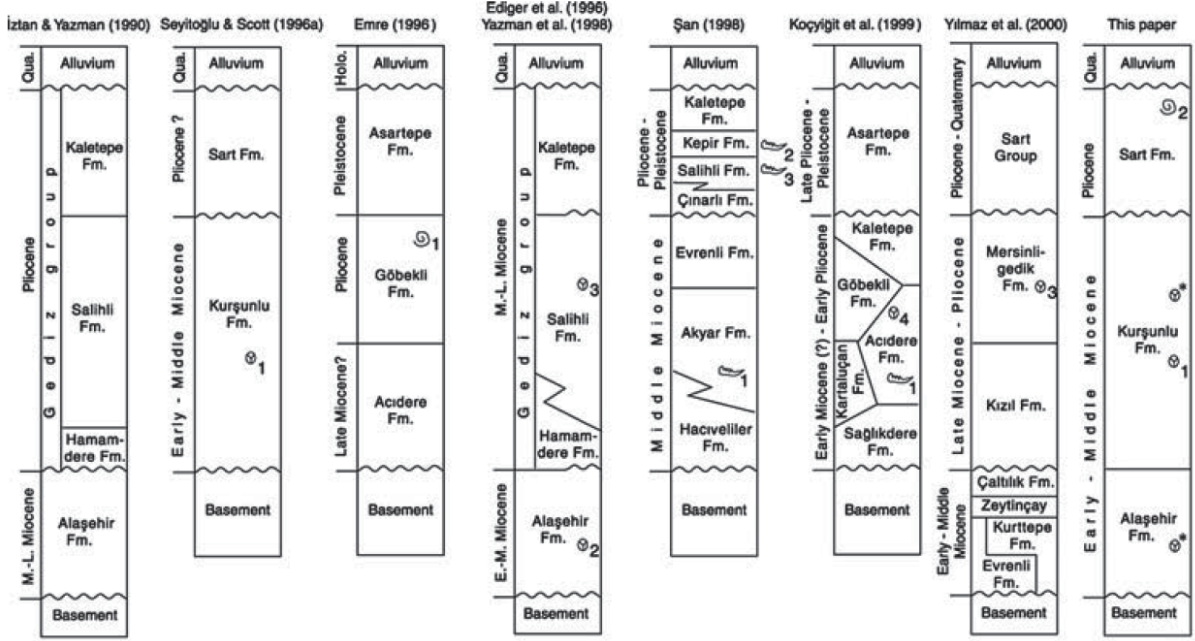 İztan & Yazman (1990)
Qua.
Alluvium
Pliocene
Gediz group
Kaletepe
Fm.
Salihli
Fm.
Hamam-
dere Fm.
M.-L. Miocene
Alaşehir
Fm.
Basement
Seyitoğlu & Scott (1996a)
Qua.
Alluvium
Pliocene ?
Sart Fm.
Early - Middle Miocene
Kurşunlu
Fm.
1
Basement
Emre (1996)
Holo.
Alluvium
Pleistocene
Asartepe
Fm.
Pliocene
1
Göbekli
Fm.
Late Miocene?
Acıdere
Fm.
Basement
Ediger et al. (1996)
Yazman et al. (1998)
Qua.
Alluvium
M.-L. Miocene
Gediz group
Kaletepe
Fm.
3
Salihli
Fm.
Hamam-
dere Fm.
E.-M. Miocene
Alaşehir
Fm.
2
Basement
Şan (1998)
Alluvium
Pliocene -
Pleistocene
Kaletepe
Fm.
Kepir Fm.
2
Salihli Fm.
3
Çınarlı Fm.
Middle Miocene
Evrenli Fm.
Akyar Fm.
1
Hacıveliler
Fm.
Basement
Koçyiğit et al. (1999)
Alluvium
Late Pliocene -
Pleistocene
Asartepe
Fm.
Early Miocene (?) - Early Pliocene
Kaletepe
Fm.
Göbekli
Fm.
4
Acıdere
Fm.
1
Kartaluçan
Fm.
Sağlıkdere
Fm.
Basement
Yılmaz et al. (2000)
Alluvium
Pliocene - Quaternary
Sart
Group
Late Miocene - Pliocene
Mersinli-
gedik
Fm.
3
Kızıl Fm.
Early - Middle
Miocene
Çaltılık Fm.
Zeytinçay
Kurttepe
Fm.
Evrenli
Fm.
Basement
This paper
Qua.
Alluvium
2
Pliocene
Sart Fm.
Early - Middle Miocene
*
Kurşunlu
Fm.
1
Alaşehir
Fm.
*
Basement